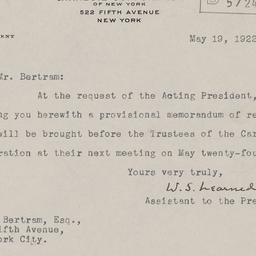 OF NEW YORK
522 FIFTH AVENUE
NEW YORK
ENT
5/24
May 19, 1922
Mr. Bertram:
At the request of the Acting President,
ng you herewith a provisional memorandum of re
will be brought before the Trustees of the Car
ration at their next meeting on May twenty-fou
Yours very truly,
W. S. Learned
Assistant to the Pre
Bertram, Esq.,
ifth Avenue,
ork City.